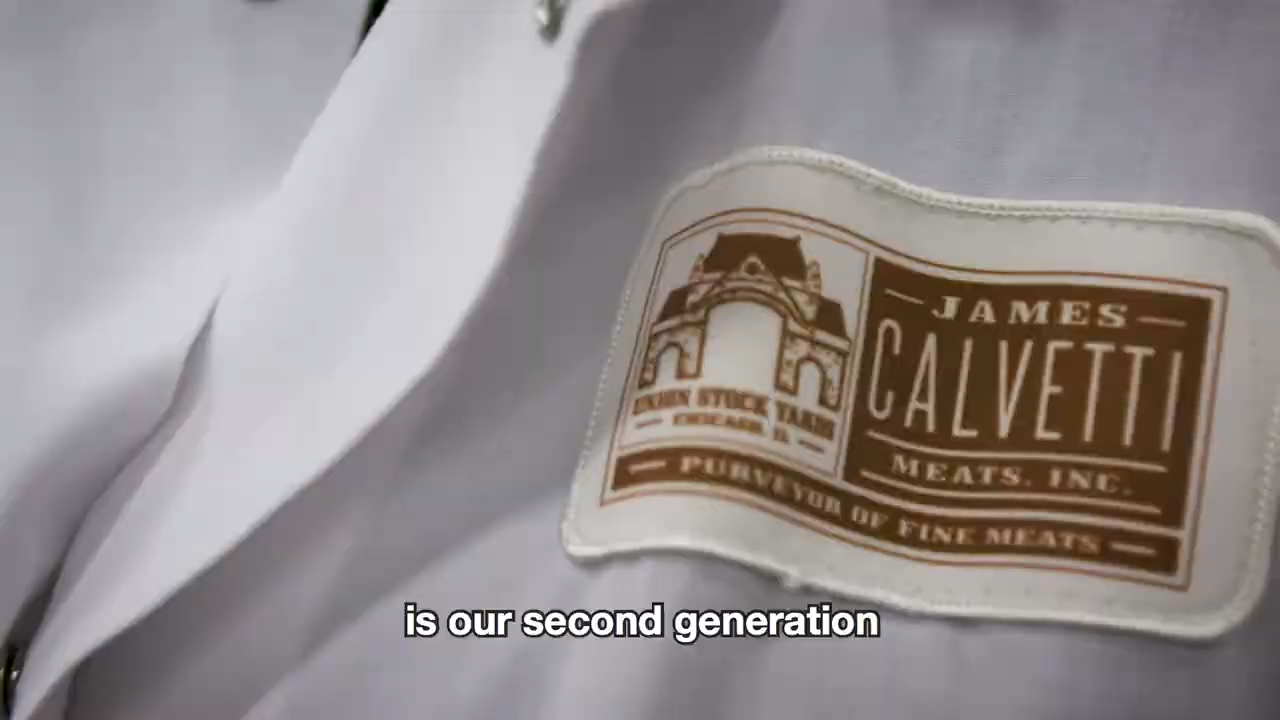 JAMES
CALVETTI
MEATS, INC.
UNION STOCK YARDS
CHICAGO, IL
PURVEYOR OF FINE MEATS
is our second generation